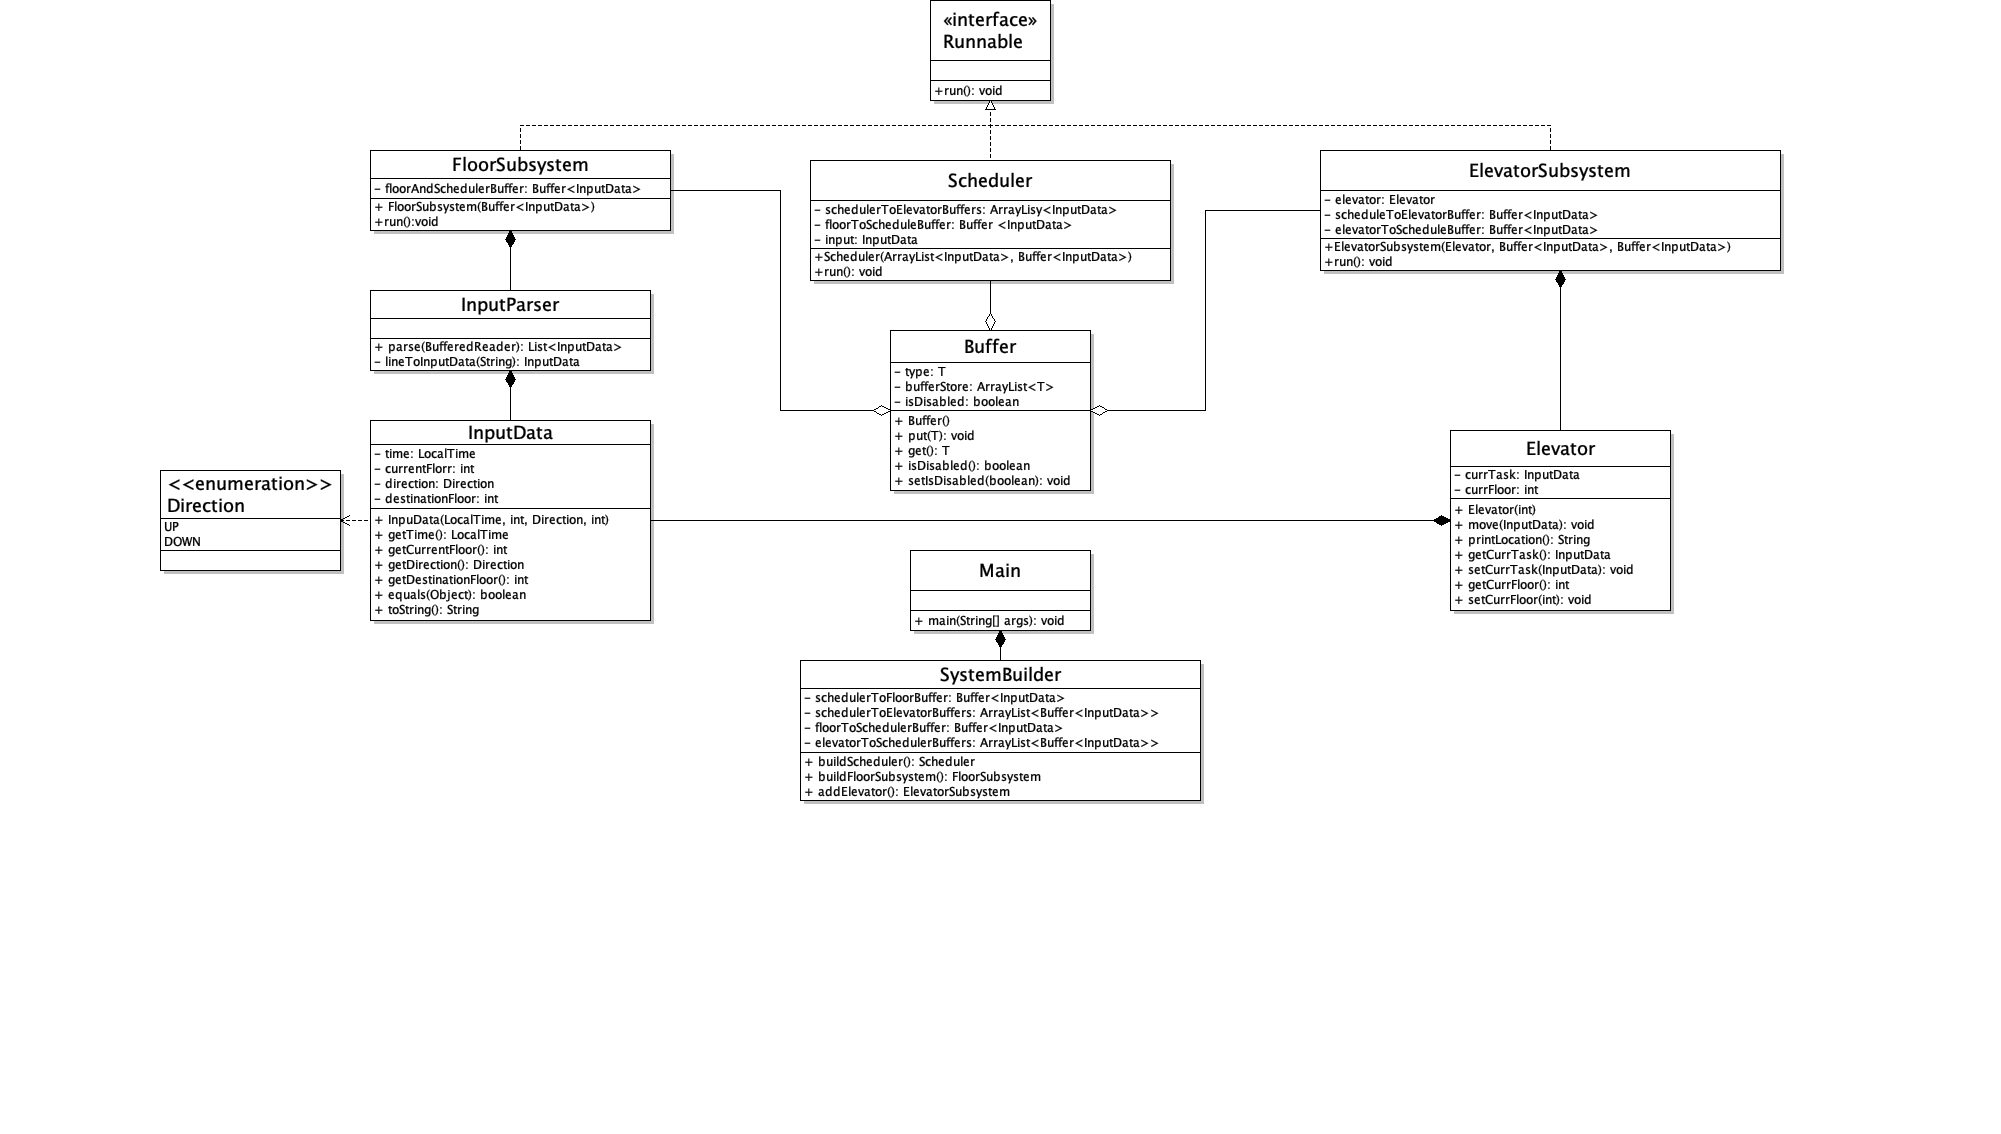 «interface»
Runnable
+run(): void
FloorSubsystem
- floorAndSchedulerBuffer: Buffer<InputData>
+ FloorSubsystem(Buffer<InputData>)
+run():void
Scheduler
- schedulerToElevatorBuffers: ArrayLisy<InputData>
- floorToScheduleBuffer: Buffer <InputData>
- input: InputData
+Scheduler(ArrayList<InputData>, Buffer<InputData>)
+run(): void
ElevatorSubsystem
- elevator: Elevator
- scheduleToElevatorBuffer: Buffer<InputData>
- elevatorToScheduleBuffer: Buffer<InputData>
+ElevatorSubsystem(Elevator, Buffer<InputData>, Buffer<InputData>)
+run(): void
InputParser
+ parse(BufferedReader): List<InputData>
- lineToInputData(String): InputData
Buffer
- type: T
- bufferStore: ArrayList<T>
- isDisabled: boolean
+ Buffer()
+ put(T): void
+ get(): T
+ isDisabled(): boolean
+ setIsDisabled(boolean): void
InputData
- time: LocalTime
- currentFlorr: int
- direction: Direction
- destinationFloor: int
+ InpuData(LocalTime, int, Direction, int)
+ getTime(): LocalTime
+ getCurrentFloor(): int
+ getDirection(): Direction
+ getDestinationFloor(): int
+ equals(Object): boolean
+ toString(): String
<<enumeration>>
Direction
UP
DOWN
Elevator
- currTask: InputData
- currFloor: int
+ Elevator(int)
+ move(InputData): void
+ printLocation(): String
+ getCurrTask(): InputData
+ setCurrTask(InputData): void
+ getCurrFloor(): int
+ setCurrFloor(int): void
Main
+ main(String[] args): void
SystemBuilder
- schedulerToFloorBuffer: Buffer<InputData>
- schedulerToElevatorBuffers: ArrayList<Buffer<InputData>>
- floorToSchedulerBuffer: Buffer<InputData>
- elevatorToSchedulerBuffers: ArrayList<Buffer<InputData>>
+ buildScheduler(): Scheduler
+ buildFloorSubsystem(): FloorSubsystem
+ addElevator(): ElevatorSubsystem